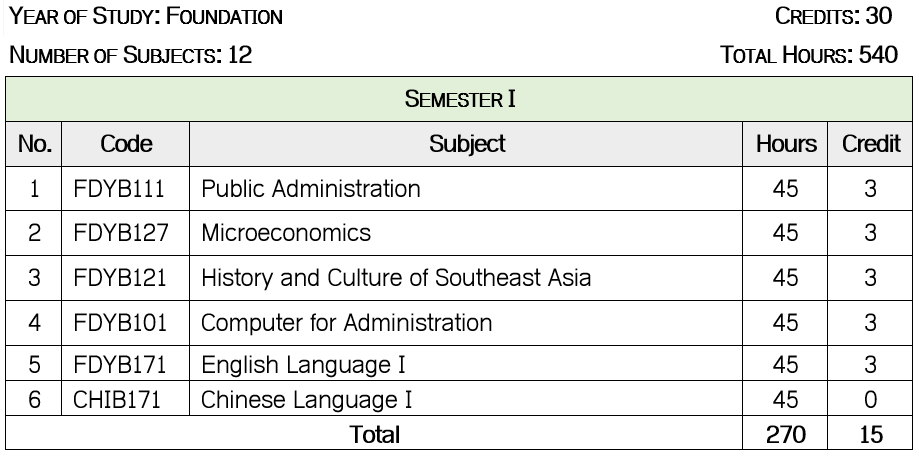 Year of Study: Foundation Credits: 30
Number of Subjects: 12 Total Hours: 540
Semester I
No. Code Subject Hours Credit
1 FDYB111 Public Administration 45 3
2 FDYB127 Microeconomics 45 3
3 FDYB121 History and Culture of Southeast Asia 45 3
4 FDYB101 Computer for Administration 45 3
5 FDYB171 English Language I 45 3
6 CHIB171 Chinese Language I 45 0
Total 270 15